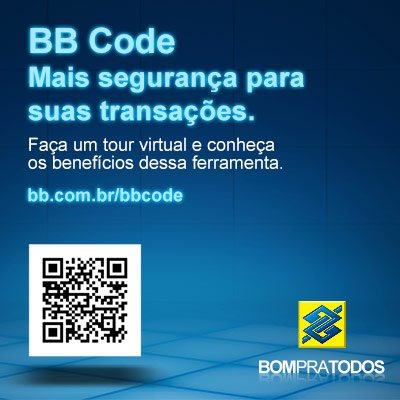 BB Code
Mais segurança para
suas transações.
Faça um tour virtual e conheça
os benefícios dessa ferramenta.
bb.com.br/bbcode
BOMPRATODOS